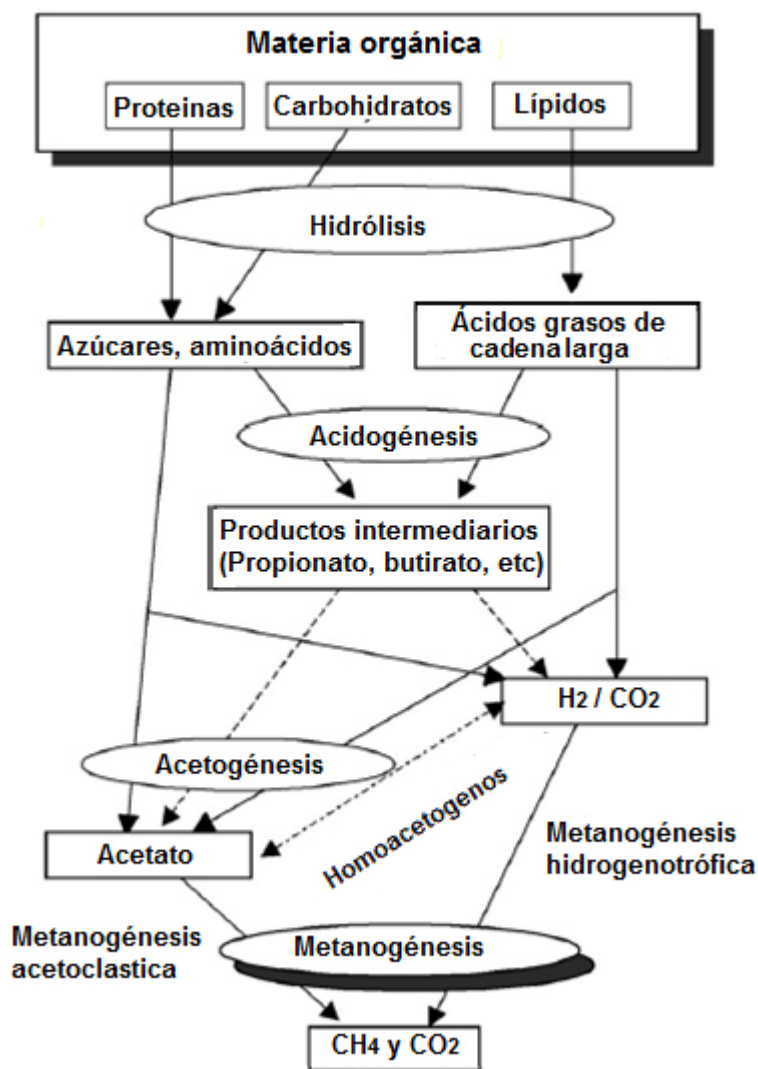 Materia orgánica
Proteinas
Carbohidratos
Lípidos
Hidrólisis
Azúcares, aminoácidos
Ácidos grasos de
cadena larga
Acidogénesis
Productos intermediarios
(Propionato, butirato, etc)
H2 / CO2
Acetogénesis
Homoacetogenos
Acetato
Metanogénesis
hidrogenotrófica
Metanogénesis
acetoclastica
Metanogénesis
CH4 y CO2